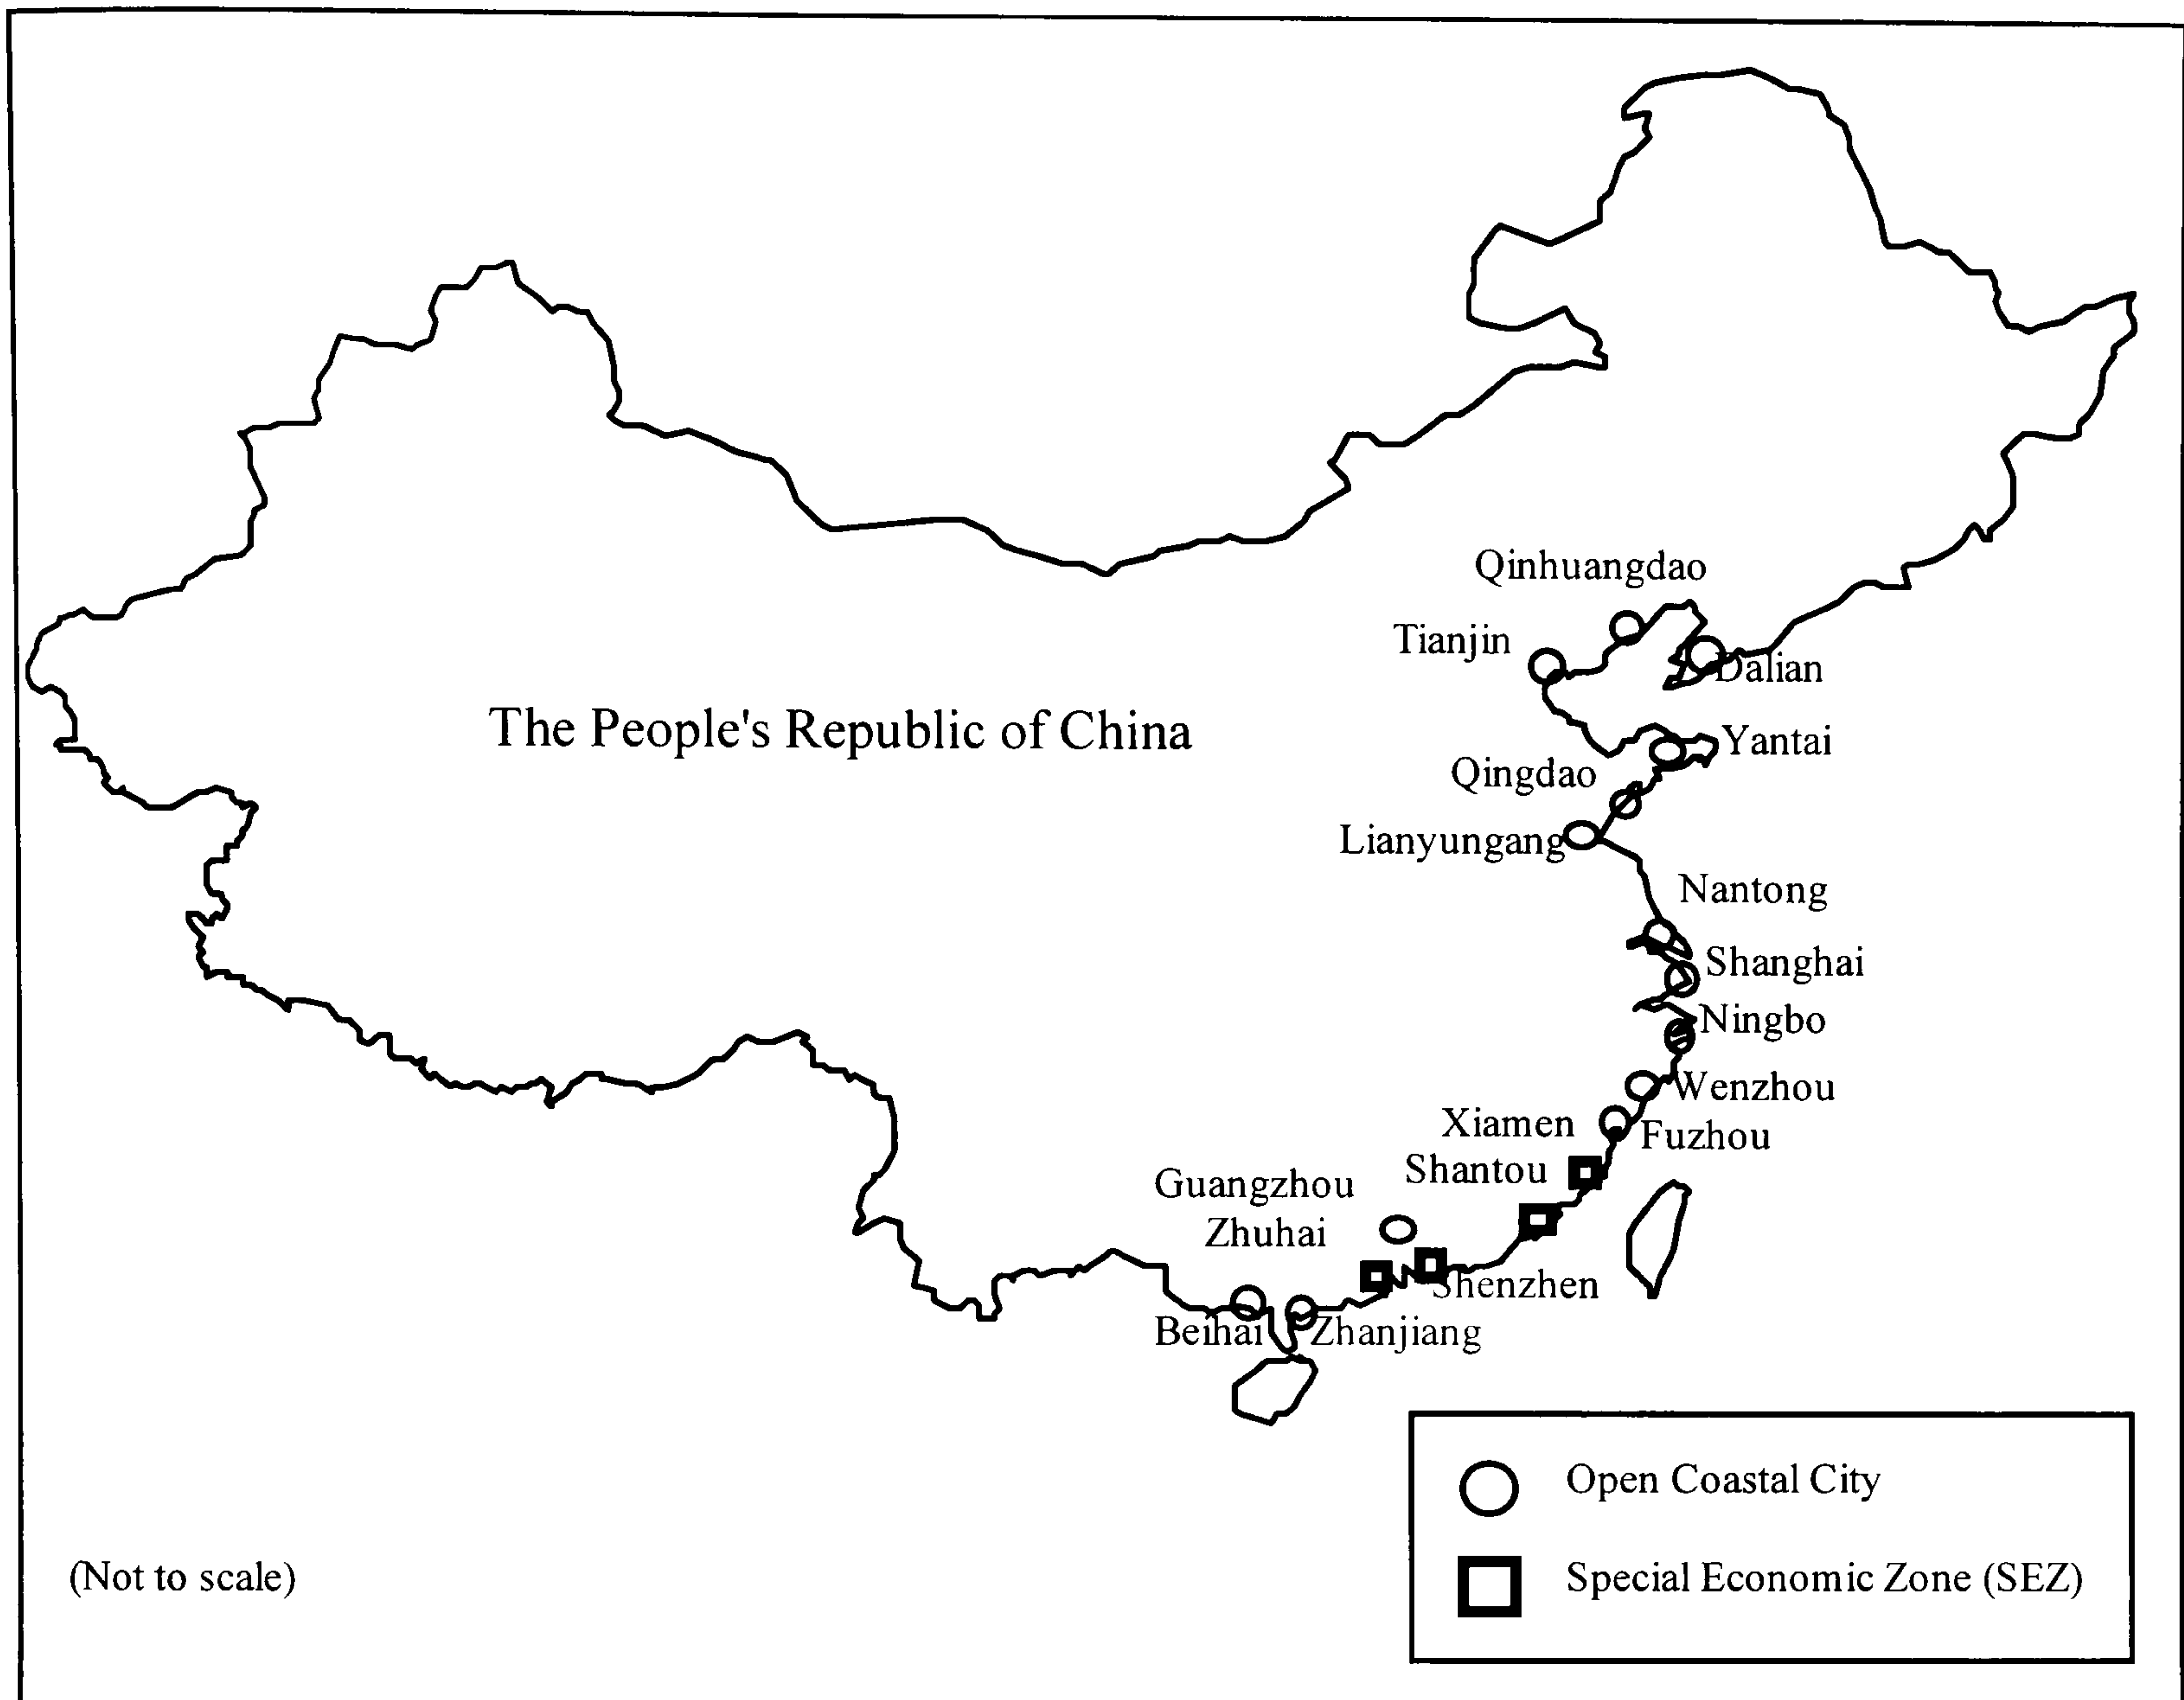 Qinhuangdao
Tianjin
Dalian
The People's Republic of China
Yantai
Qingdao
Lianyungang
Nantong
Shanghai
Ningbo
Wenzhou
Xiamen
Fuzhou
Shantou
Guangzhou
Zhuhai
Shenzhen
Beihai
Zhanjiang
Open Coastal City
(Not to scale)
Special Economic Zone (SEZ)